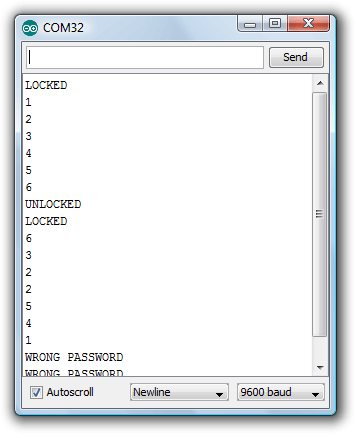 COM32
Send
LOCKED
1
2
3
4
5
6
UNLOCKED
LOCKED
6
3
2
2
5
4
1
WRONG PASSWORD
WRONG PASSWORD
Autoscroll
Newline
9600 baud